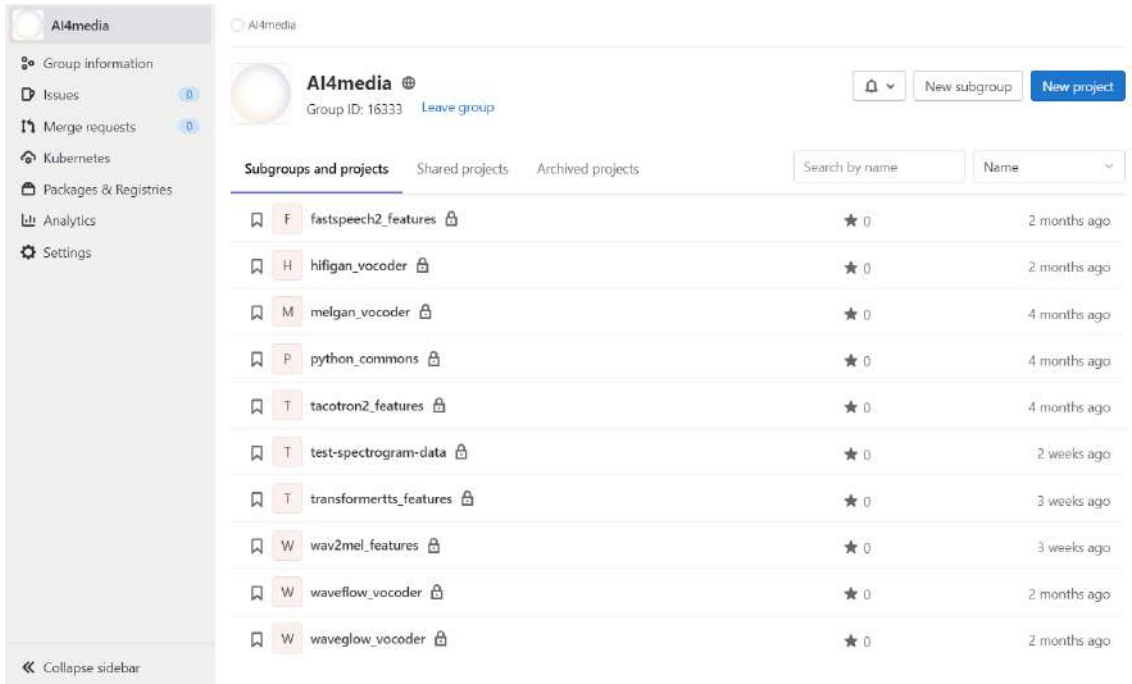 AI4media
Group information
Issues 0
Merge requests 0
Kubernetes
Packages & Registries
Analytics
Settings
Collapse sidebar
AI4media
AI4media
Group ID: 16333 Leave group
New subgroup
New project
Subgroups and projects Shared projects Archived projects
Search by name
Name
F fastspeech2_features 0 2 months ago
H hifigan_vocoder 0 2 months ago
M melgan_vocoder 0 4 months ago
P python_commons 0 4 months ago
T tacotron2_features 0 4 months ago
T test-spectrogram-data 0 2 weeks ago
T transformertts_features 0 3 weeks ago
W wav2mel_features 0 3 weeks ago
W waveflow_vocoder 0 2 months ago
W waveglow_vocoder 0 2 months ago